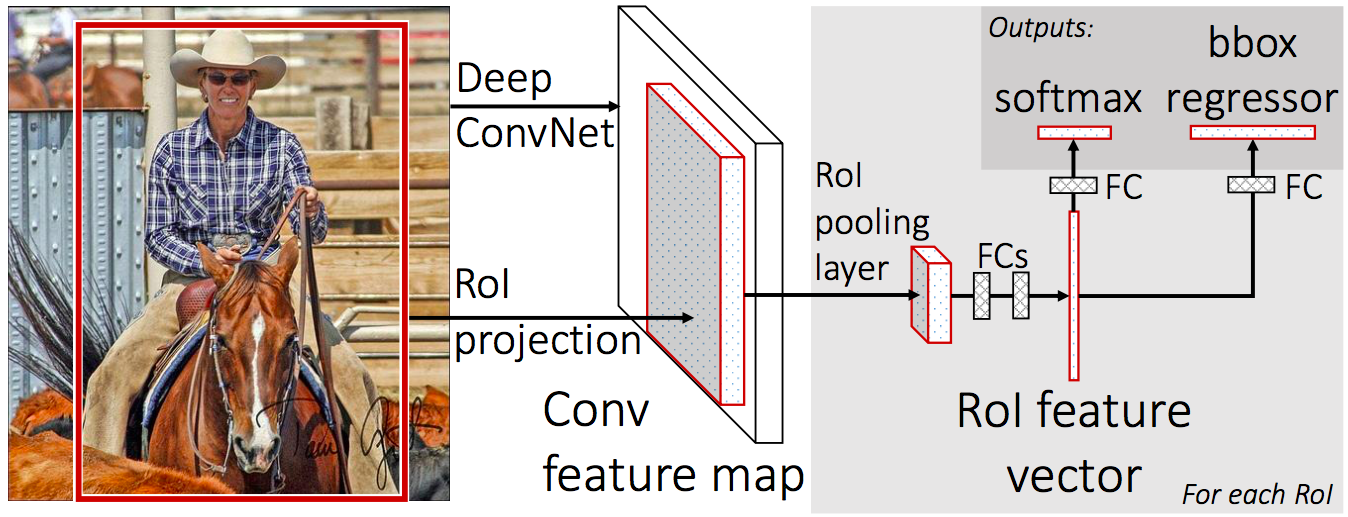 Deep
ConvNet
RoI
projection
Conv
feature map
RoI
pooling
layer
FCs
Outputs:
softmax
bbox
regressor
FC
FC
RoI feature
vector
For each RoI